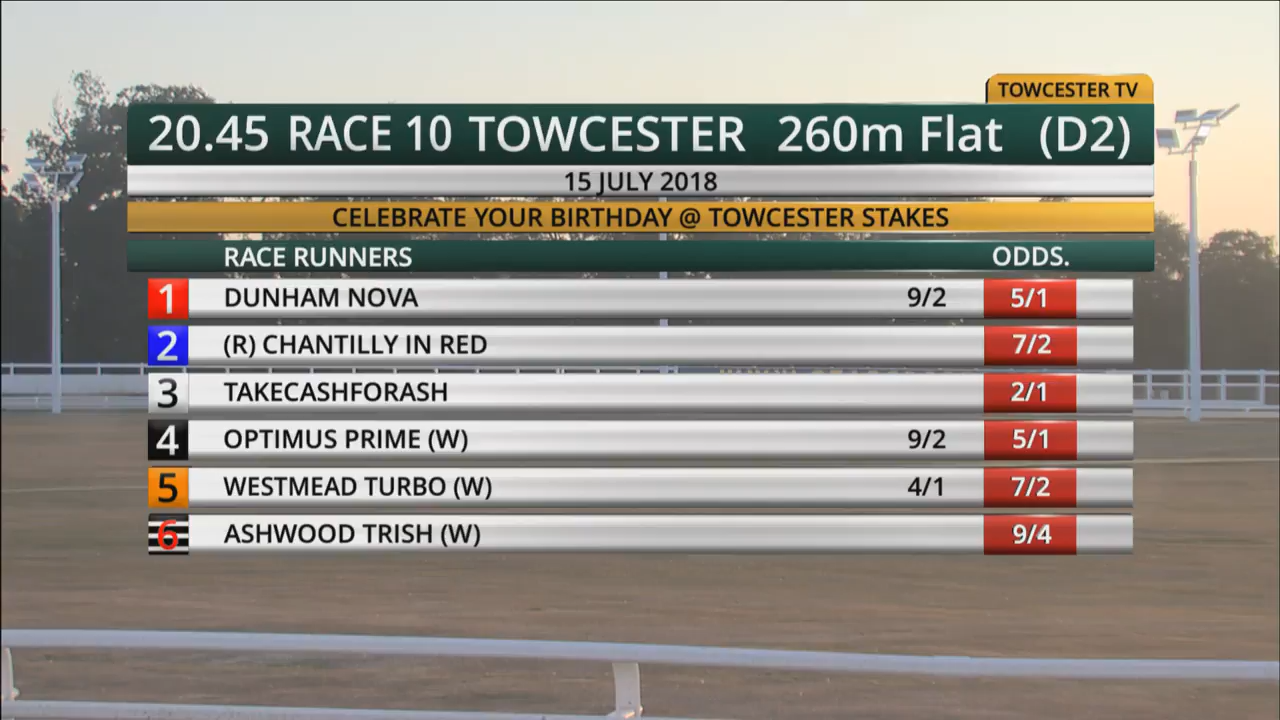 TOWCESTER TV
20.45 RACE 10 TOWCESTER 260m Flat (D2)
15 JULY 2018
CELEBRATE YOUR BIRTHDAY @ TOWCESTER STAKES
RACE RUNNERS ODDS.
1 DUNHAM NOVA 9/2 5/1
2 (R) CHANTILLY IN RED 7/2
3 TAKECASHFORASH 2/1
4 OPTIMUS PRIME (W) 9/2 5/1
5 WESTMEAD TURBO (W) 4/1 7/2
6 ASHWOOD TRISH (W) 9/4